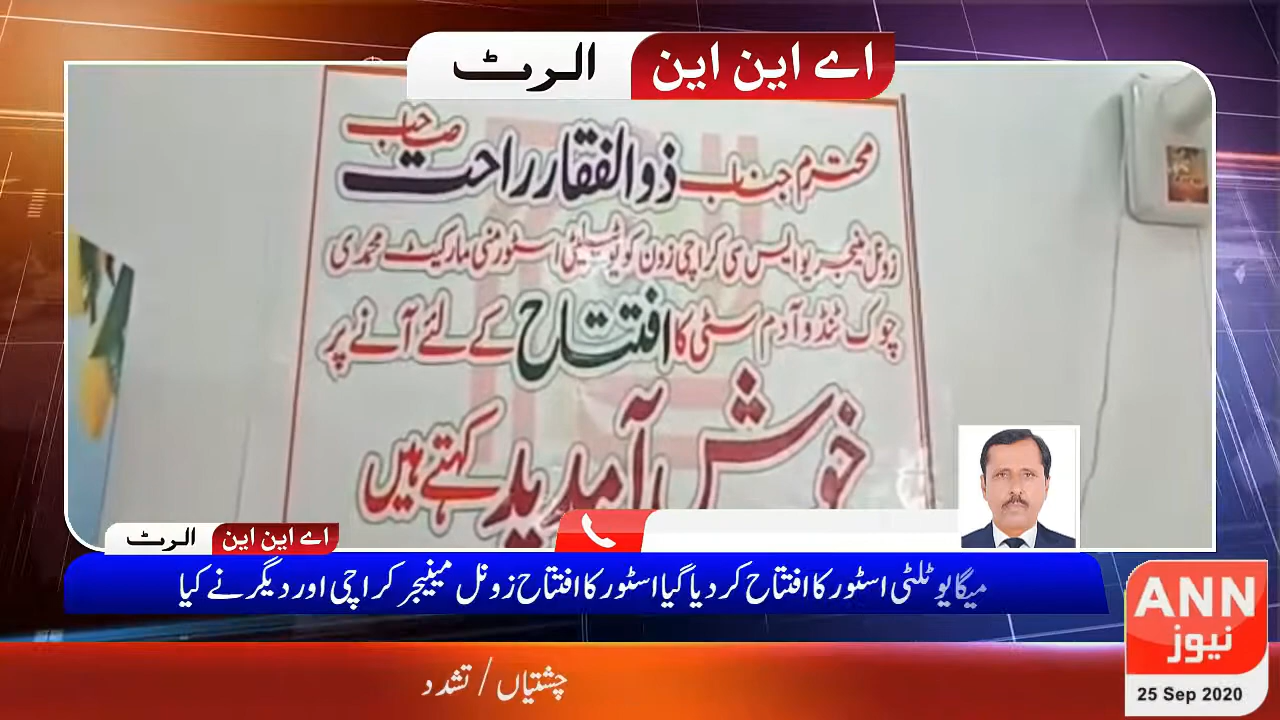 اے این این الرٹ
محترم جناب ذوالفقار راحت صاحب
زونل منیجر یو ایس سی کراچی زون کو یوٹیلیٹی اسٹور منی مارکیٹ محمدی
چوک ٹنڈو آدم سٹی کا افتتاح کے لئے آنے پر
خوش آمدید کہتے ہیں
اے این این الرٹ
میگا یوٹلٹی اسٹور کا افتتاح کر دیا گیا اسٹور کا افتتاح زونل مینیجر کراچی اور دیگر نے کیا
ANN
نیوز
25 Sep 2020
چشتیاں / تشدد